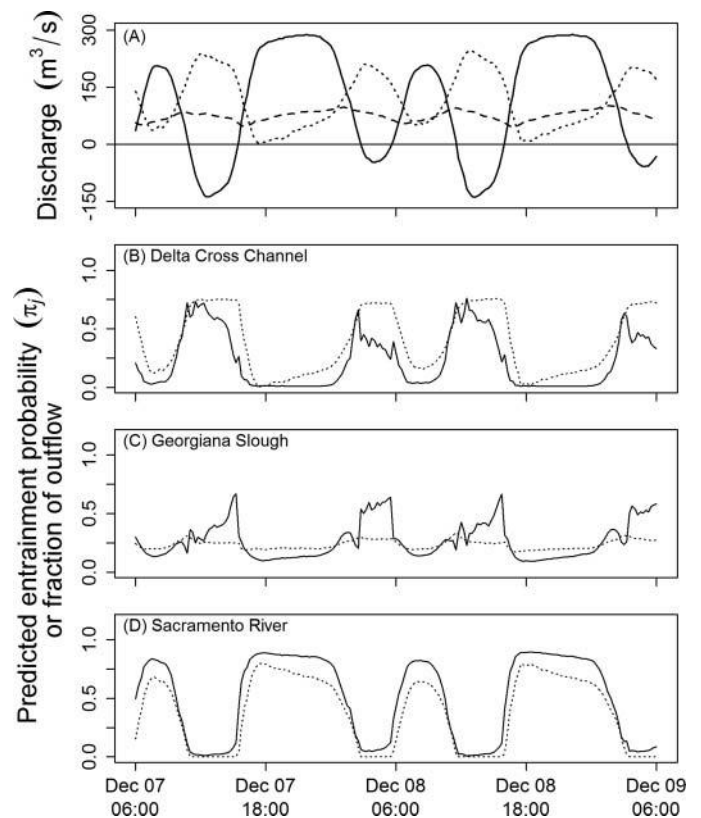 Discharge (m³/s)
300
150
0
-150
(A)
Predicted entrainment probability (πj)
or fraction of outflow
1.0
0.5
0.0
(B) Delta Cross Channel
1.0
0.5
0.0
(C) Georgiana Slough
1.0
0.5
0.0
(D) Sacramento River
Dec 07 Dec 07 Dec 08 Dec 08 Dec 09
06:00 18:00 06:00 18:00 06:00